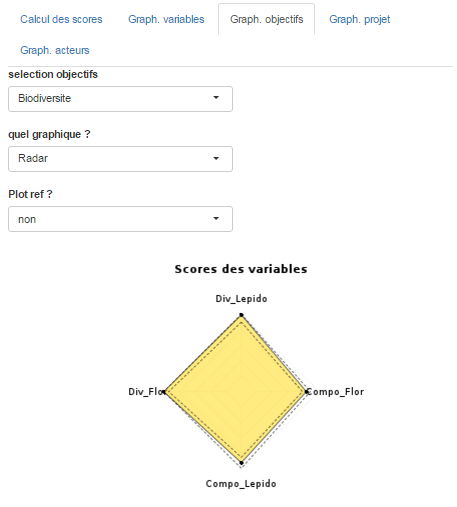 Calcul des scores Graph. variables Graph. objectifs Graph. projet
Graph. acteurs
selection objectifs
Biodiversite
quel graphique ?
Radar
Plot ref ?
non
Scores des variables
Div_Lepido
Div_Flo Compo_Flor
Compo_Lepido